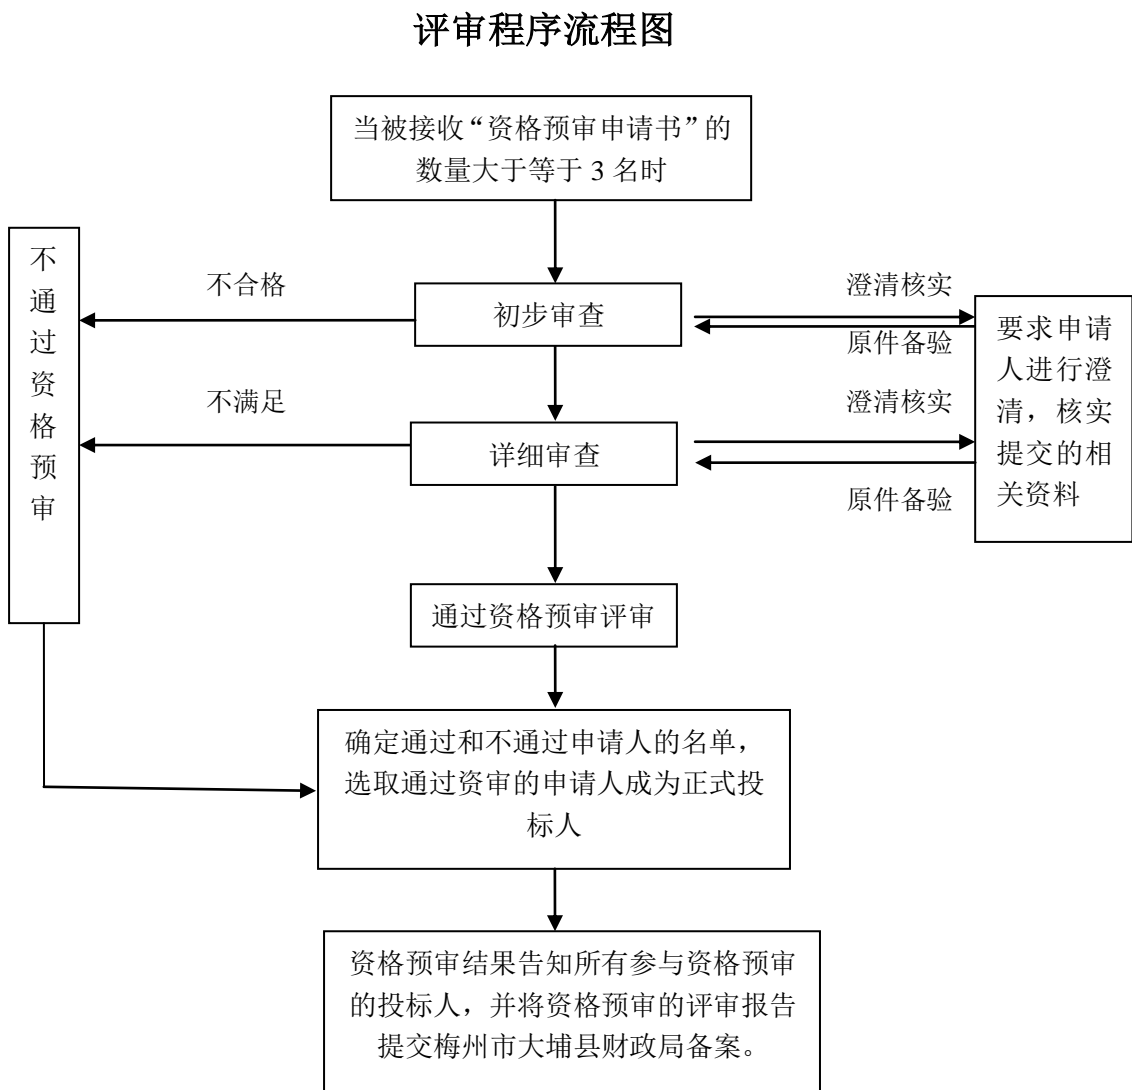 评审程序流程图
当被接收“资格预审申请书”的
数量大于等于 3 名时
不
通
过
资
格
预
审
不合格
初步审查
澄清核实
原件备验
不满足
详细审查
澄清核实
原件备验
要求申请
人进行澄
清，核实
提交的相
关资料
通过资格预审评审
确定通过和不通过申请人的名单，
选取通过资审的申请人成为正式投
标人
资格预审结果告知所有参与资格预审
的投标人，并将资格预审的评审报告
提交梅州市大埔县财政局备案。